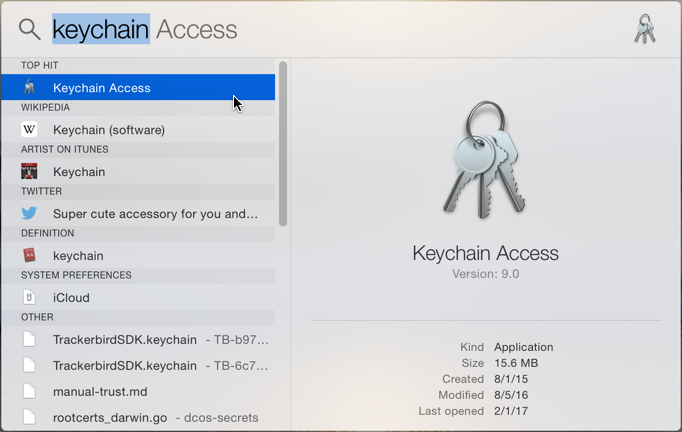 keychain Access
TOP HIT
Keychain Access
WIKIPEDIA
W Keychain (software)
ARTIST ON ITUNES
Keychain
TWITTER
Super cute accessory for you and...
DEFINITION
keychain
SYSTEM PREFERENCES
iCloud
OTHER
TrackerbirdSDK.keychain - TB-b97...
TrackerbirdSDK.keychain - TB-6c7...
manual-trust.md
rootcerts_darwin.go - dcos-secrets
Keychain Access
Version: 9.0
Kind Application
Size 15.6 MB
Created 8/1/15
Modified 8/5/16
Last opened 2/1/17